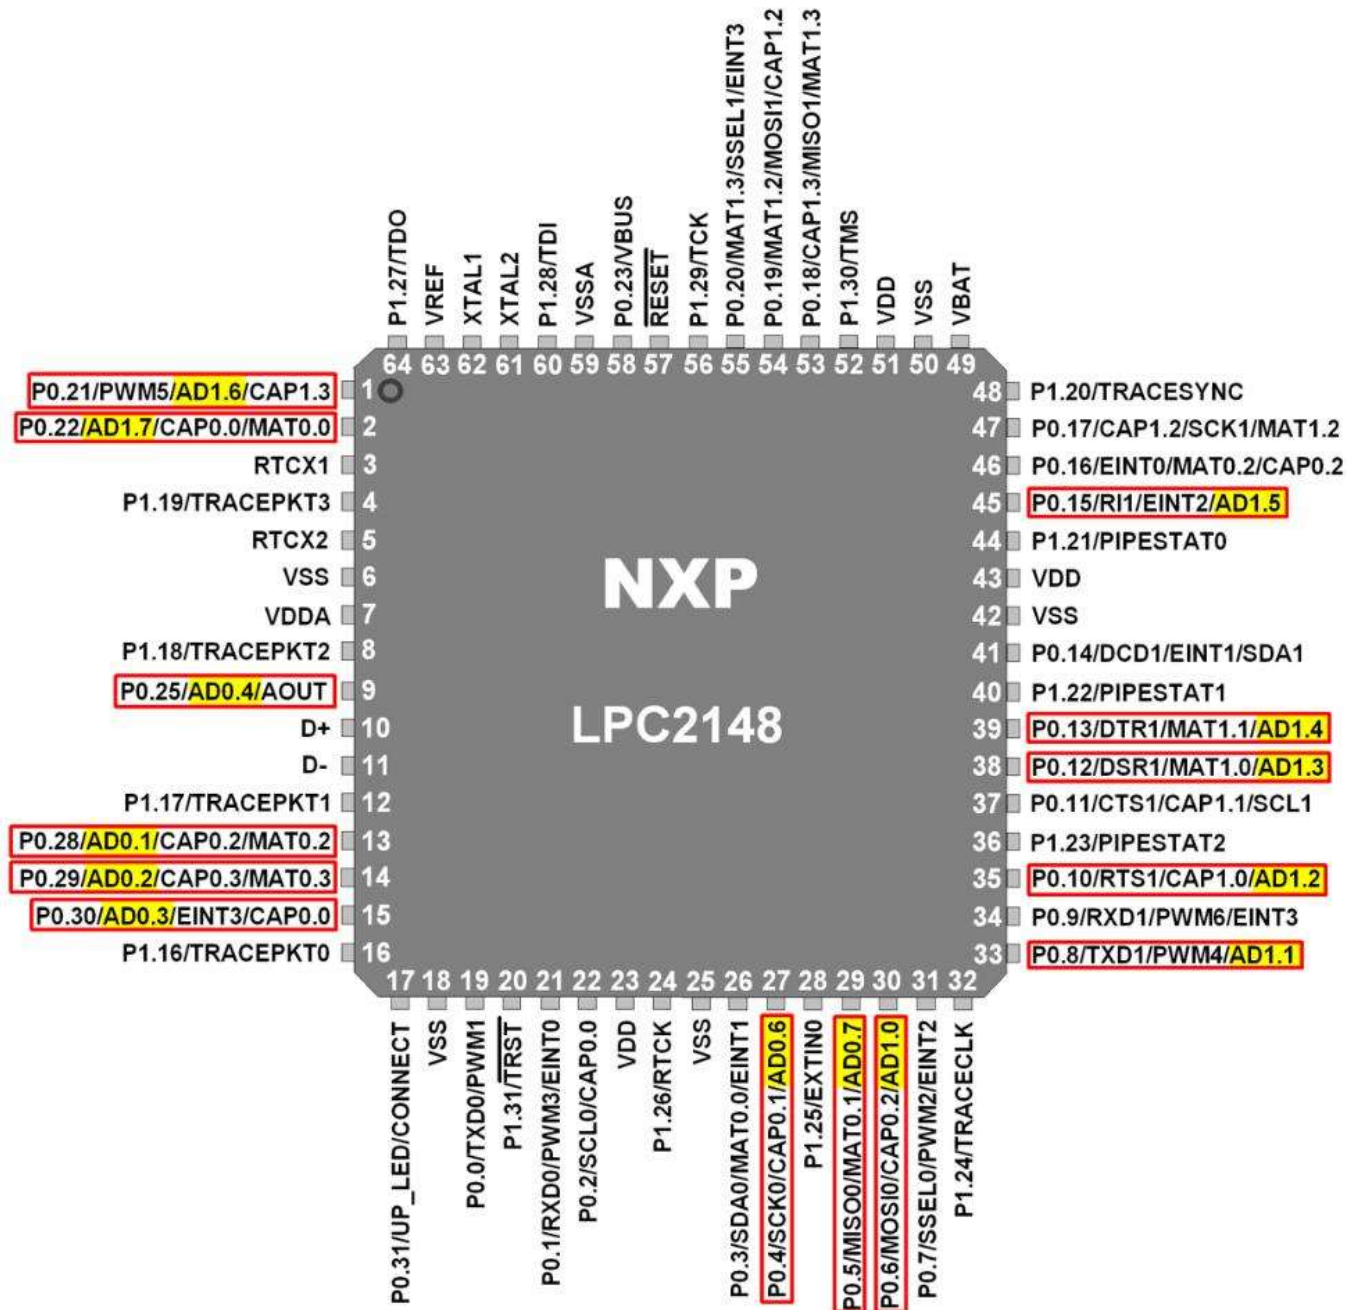 P1.27/TDO
VREF
XTAL1
XTAL2
P1.28/TDI
VSSA
P0.23/VBUS
RESET
P1.29/TCK
P0.20/MAT1.3/SSEL1/EINT3
P0.19/MAT1.2/MOSI1/CAP1.2
P0.18/CAP1.3/MISO1/MAT1.3
P1.30/TMS
VDD
VSS
VBAT
64 63 62 61 60 59 58 57 56 55 54 53 52 51 50 49
P0.21/PWM5/AD1.6/CAP1.3 1
P0.22/AD1.7/CAP0.0/MAT0.0 2
RTCX1 3
P1.19/TRACEPKT3 4
RTCX2 5
VSS 6
VDDA 7
P1.18/TRACEPKT2 8
P0.25/AD0.4/AOUT 9
D+ 10
D- 11
P1.17/TRACEPKT1 12
P0.28/AD0.1/CAP0.2/MAT0.2 13
P0.29/AD0.2/CAP0.3/MAT0.3 14
P0.30/AD0.3/EINT3/CAP0.0 15
P1.16/TRACEPKT0 16
NXP
LPC2148
48 P1.20/TRACESYNC
47 P0.17/CAP1.2/SCK1/MAT1.2
46 P0.16/EINT0/MAT0.2/CAP0.2
45 P0.15/RI1/EINT2/AD1.5
44 P1.21/PIPESTAT0
43 VDD
42 VSS
41 P0.14/DCD1/EINT1/SDA1
40 P1.22/PIPESTAT1
39 P0.13/DTR1/MAT1.1/AD1.4
38 P0.12/DSR1/MAT1.0/AD1.3
37 P0.11/CTS1/CAP1.1/SCL1
36 P1.23/PIPESTAT2
35 P0.10/RTS1/CAP1.0/AD1.2
34 P0.9/RXD1/PWM6/EINT3
33 P0.8/TXD1/PWM4/AD1.1
17 18 19 20 21 22 23 24 25 26 27 28 29 30 31 32
P0.31/UP_LED/CONNECT
VSS
P0.0/TXD0/PWM1
P1.31/TRST
P0.1/RXD0/PWM3/EINT0
P0.2/SCL0/CAP0.0
VDD
P1.26/RTCK
VSS
P0.3/SDA0/MAT0.0/EINT1
P0.4/SCK0/CAP0.1/AD0.6
P1.25/EXTIN0
P0.5/MISO0/MAT0.1/AD0.7
P0.6/MOSI0/CAP0.2/AD1.0
P0.7/SSEL0/PWM2/EINT2
P1.24/TRACECLK